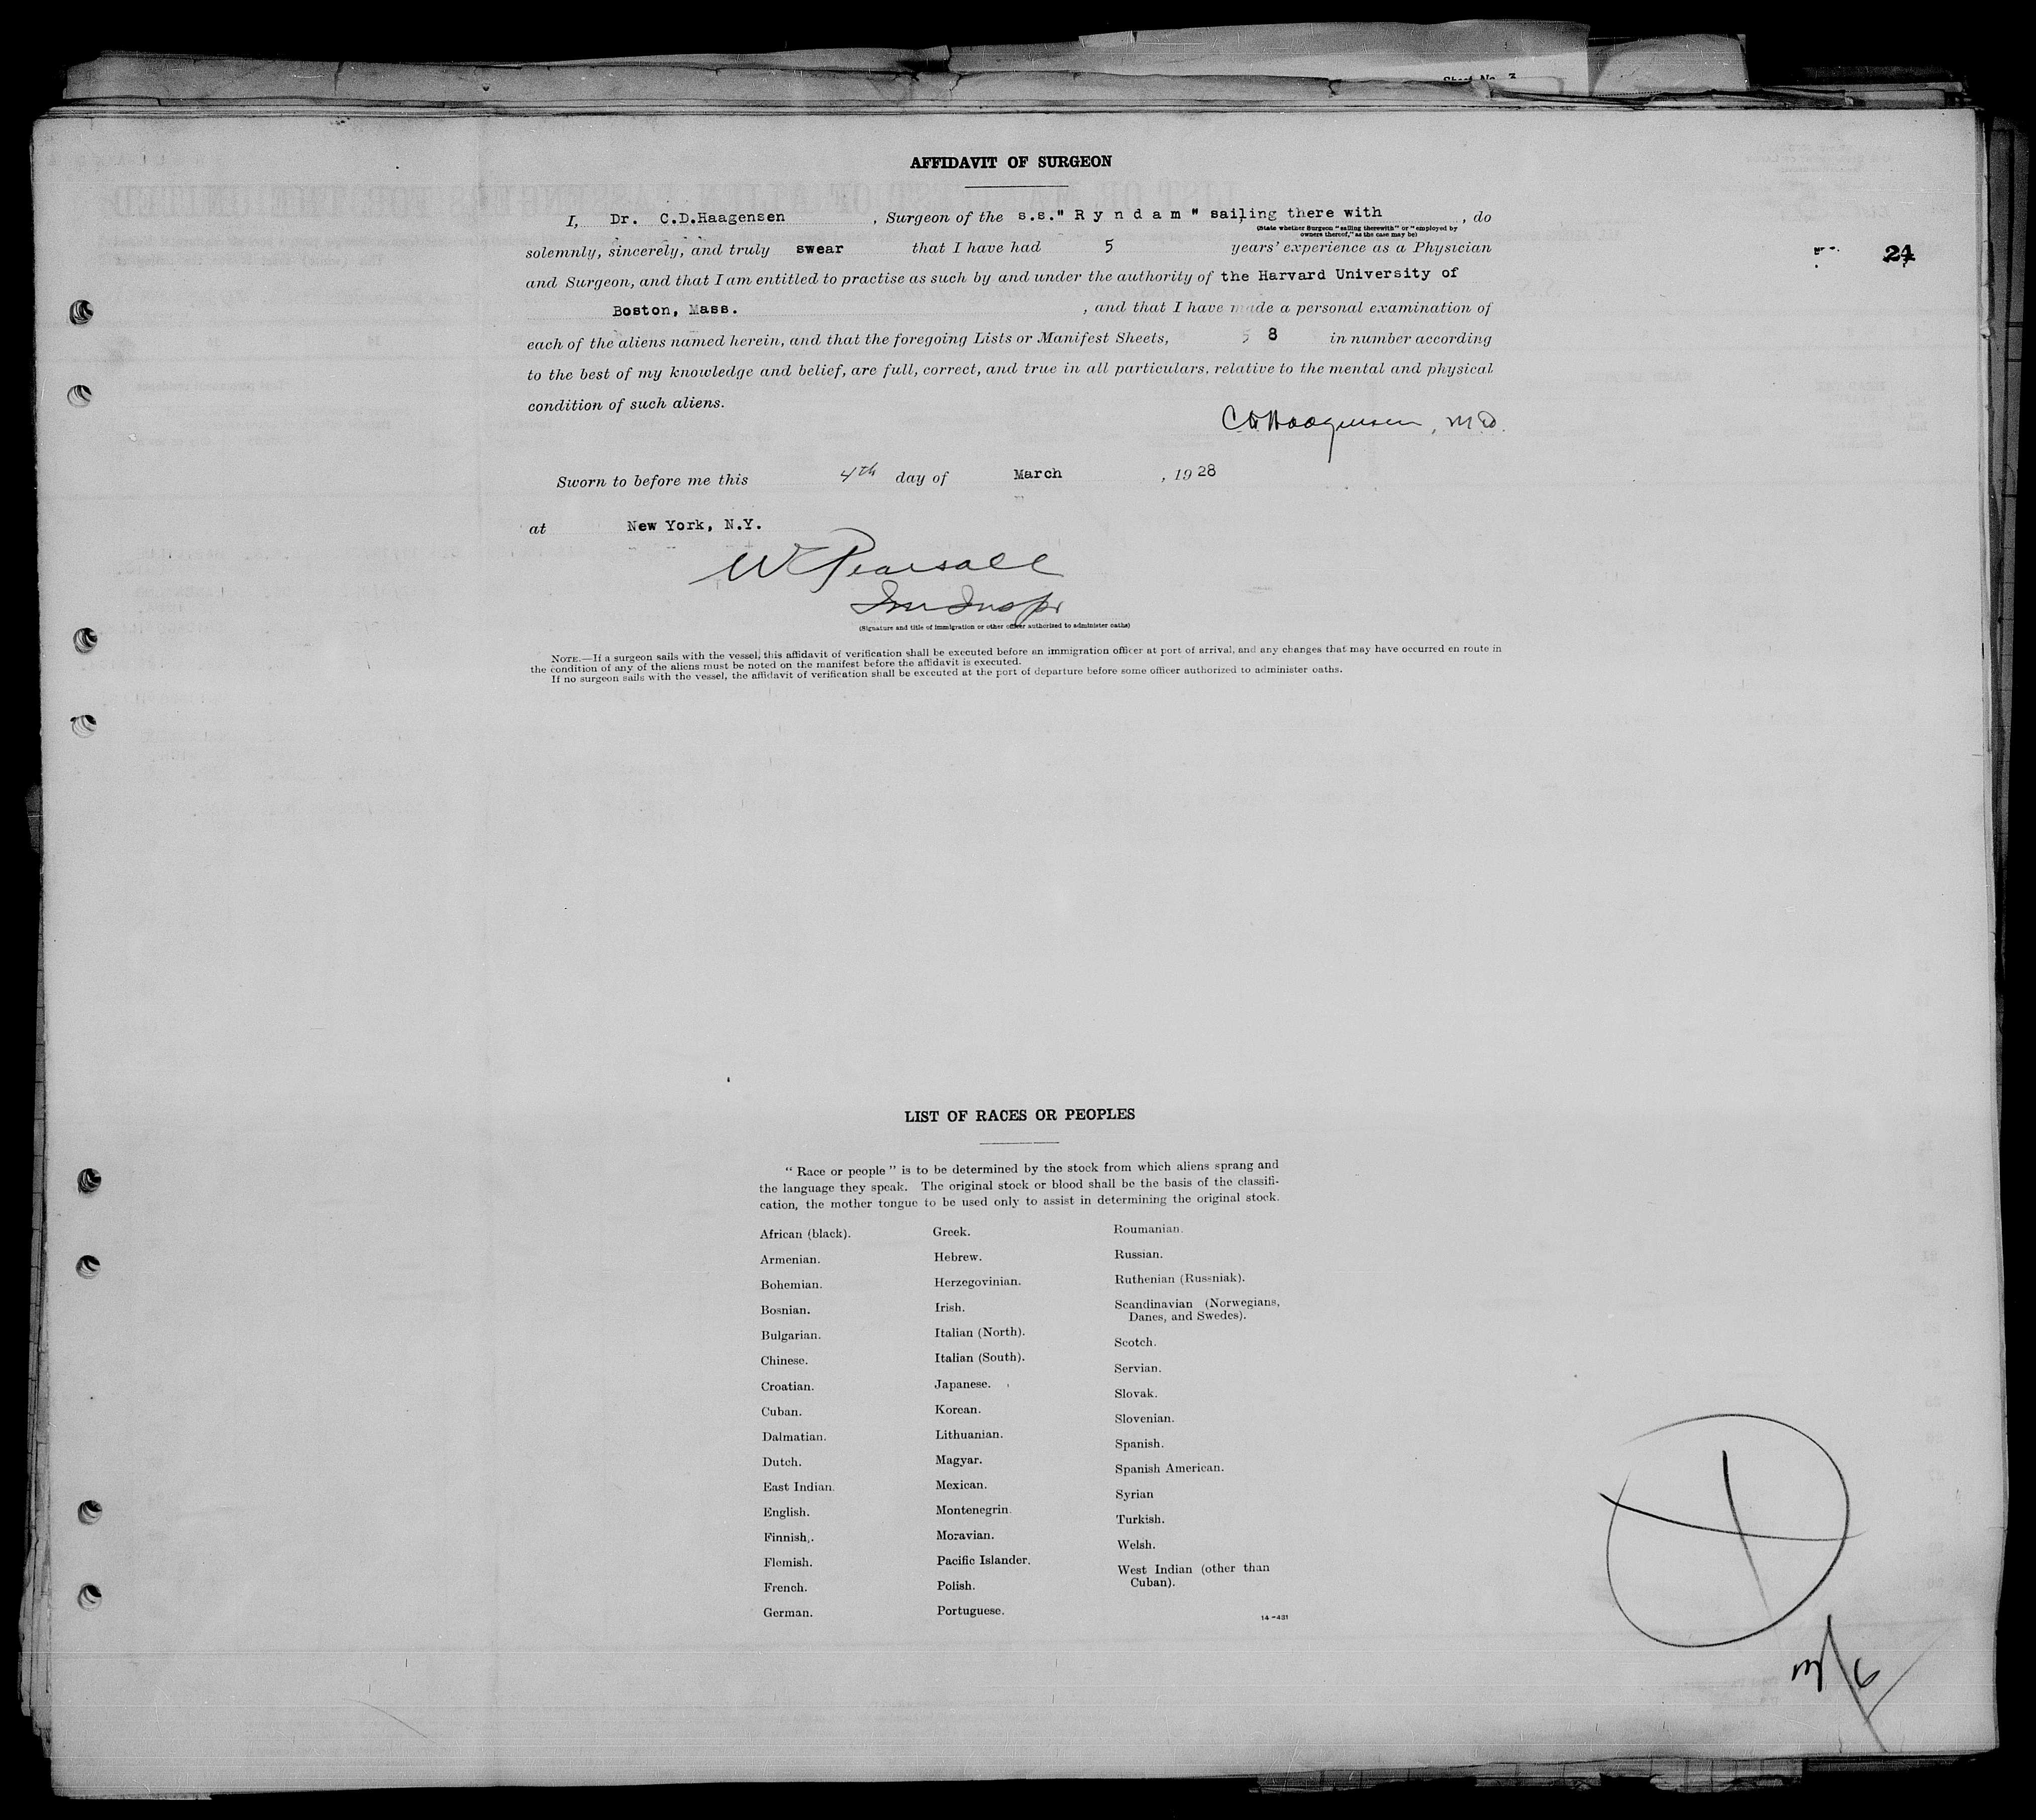 AFFIDAVIT OF SURGEON
I, Dr. C.D.Haagensen , Surgeon of the s.s." R y n d a m " sailing there with , do
(State whether Surgeon "sailing therewith" or "employed by
owners thereof," as the case may be)
solemnly, sincerely, and truly swear that I have had 5 years' experience as a Physician
24
and Surgeon, and that I am entitled to practise as such by and under the authority of the Harvard University of
Boston, Mass. , and that I have made a personal examination of
each of the aliens named herein, and that the foregoing Lists or Manifest Sheets, 5 8 in number according
to the best of my knowledge and belief, are full, correct, and true in all particulars, relative to the mental and physical
condition of such aliens.
C D Haagensen, M.D.
Sworn to before me this 4th day of March , 1928
at New York, N.Y.
W Pearsall
Im Inspr
(Signature and title of immigration or other officer authorized to administer oaths)
NOTE.—If a surgeon sails with the vessel, this affidavit of verification shall be executed before an immigration officer at port of arrival, and any changes that may have occurred en route in
the condition of any of the aliens must be noted on the manifest before the affidavit is executed.
If no surgeon sails with the vessel, the affidavit of verification shall be executed at the port of departure before some officer authorized to administer oaths.
LIST OF RACES OR PEOPLES
"Race or people" is to be determined by the stock from which aliens sprang and
the language they speak. The original stock or blood shall be the basis of the classifi-
cation, the mother tongue to be used only to assist in determining the original stock.
African (black).
Armenian.
Bohemian.
Bosnian.
Bulgarian.
Chinese.
Croatian.
Cuban.
Dalmatian.
Dutch.
East Indian.
English.
Finnish.
Flemish.
French.
German.
Greek.
Hebrew.
Herzegovinian.
Irish.
Italian (North).
Italian (South).
Japanese.
Korean.
Lithuanian.
Magyar.
Mexican.
Montenegrin.
Moravian.
Pacific Islander.
Polish.
Portuguese.
Roumanian.
Russian.
Ruthenian (Russniak).
Scandinavian (Norwegians,
Danes, and Swedes).
Scotch.
Servian.
Slovak.
Slovenian.
Spanish.
Spanish American.
Syrian
Turkish.
Welsh.
West Indian (other than
Cuban).
14-431